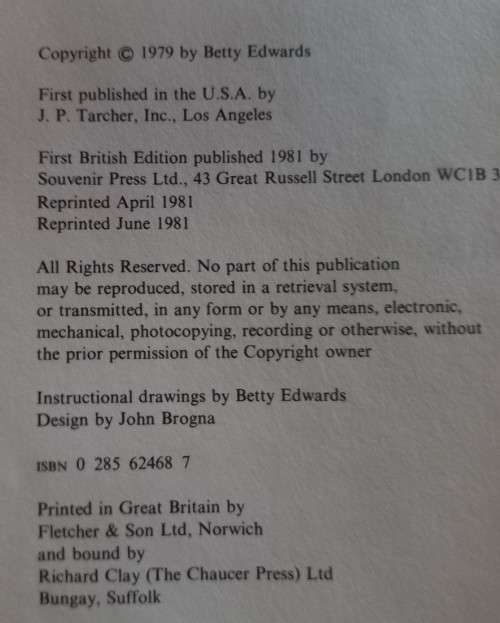 Copyright © 1979 by Betty Edwards
First published in the U.S.A. by
J. P. Tarcher, Inc., Los Angeles
First British Edition published 1981 by
Souvenir Press Ltd., 43 Great Russell Street London WC1B 3
Reprinted April 1981
Reprinted June 1981
All Rights Reserved. No part of this publication
may be reproduced, stored in a retrieval system,
or transmitted, in any form or by any means, electronic,
mechanical, photocopying, recording or otherwise, without
the prior permission of the Copyright owner
Instructional drawings by Betty Edwards
Design by John Brogna
ISBN 0 285 62468 7
Printed in Great Britain by
Fletcher & Son Ltd, Norwich
and bound by
Richard Clay (The Chaucer Press) Ltd
Bungay, Suffolk